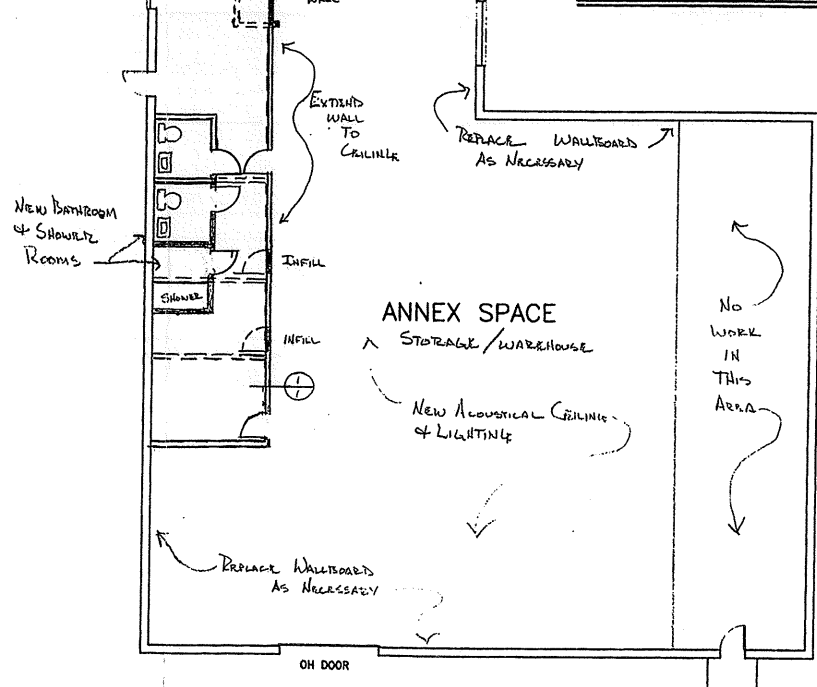 WALL
EXTEND
WALL
TO
CEILING
REPLACE WALLBOARD
AS NECESSARY
NEW BATHROOM
& SHOWER
ROOMS
INFILL
SHOWER
ANNEX SPACE
STORAGE/WAREHOUSE
INFILL
NO
WORK
IN
THIS
AREA
NEW ACOUSTICAL CEILING
& LIGHTING
REPLACE WALLBOARD
AS NECESSARY
OH DOOR